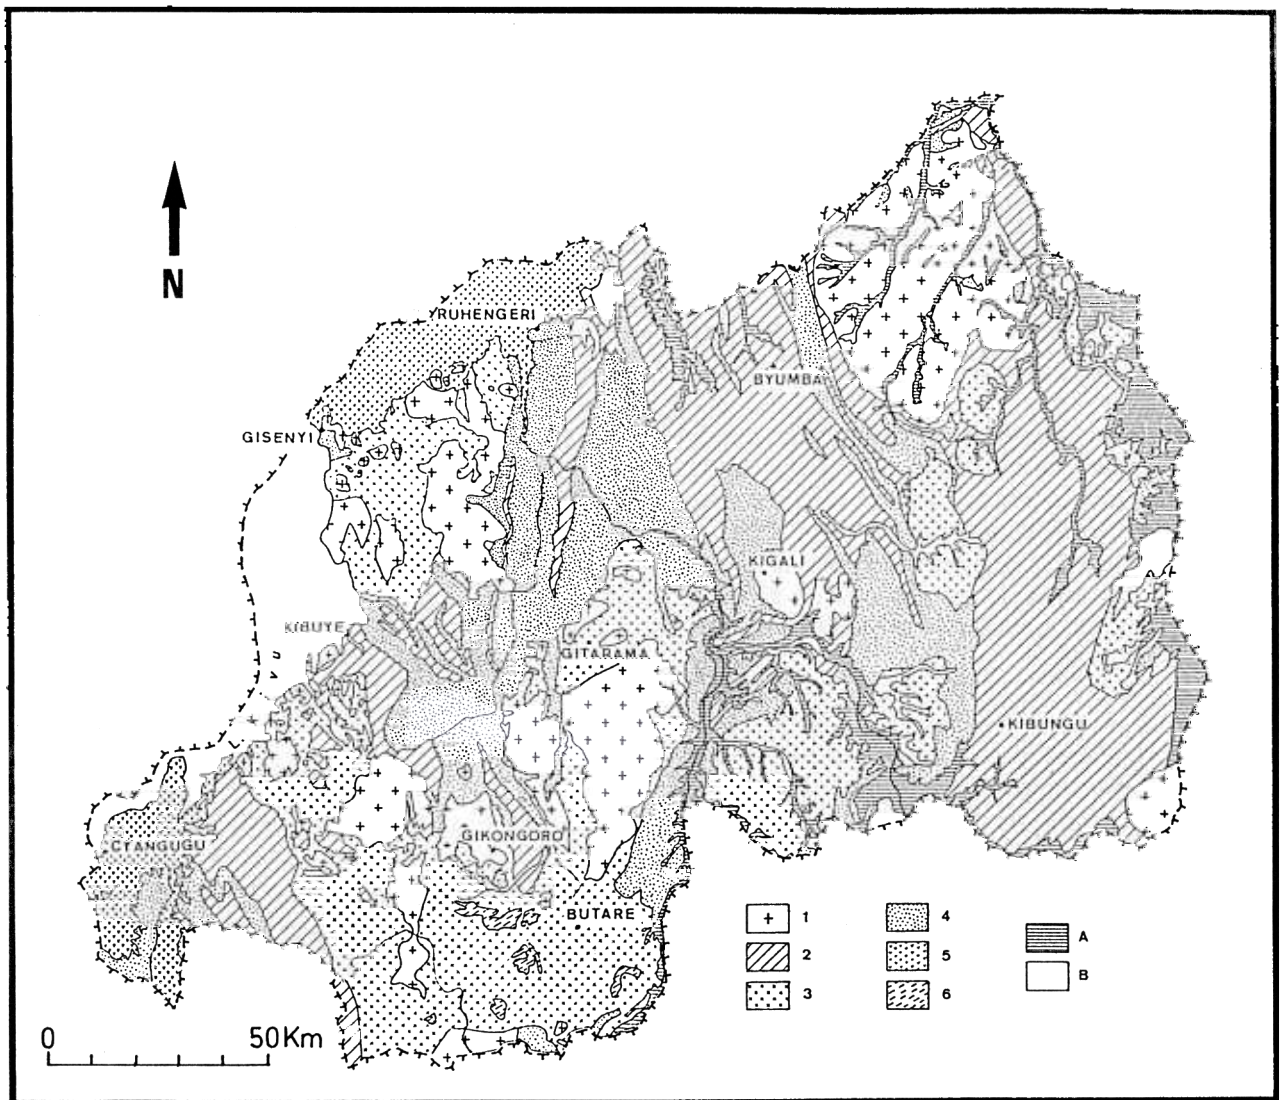 N
RUHENGERI
BYUMBA
GISENYI
KIGALI
KIBUYE
GITARAMA
V U
KIBUNGU
CYANGUGU
GIKONGORO
BUTARE
1
2
3
4
5
6
A
B
0 50Km